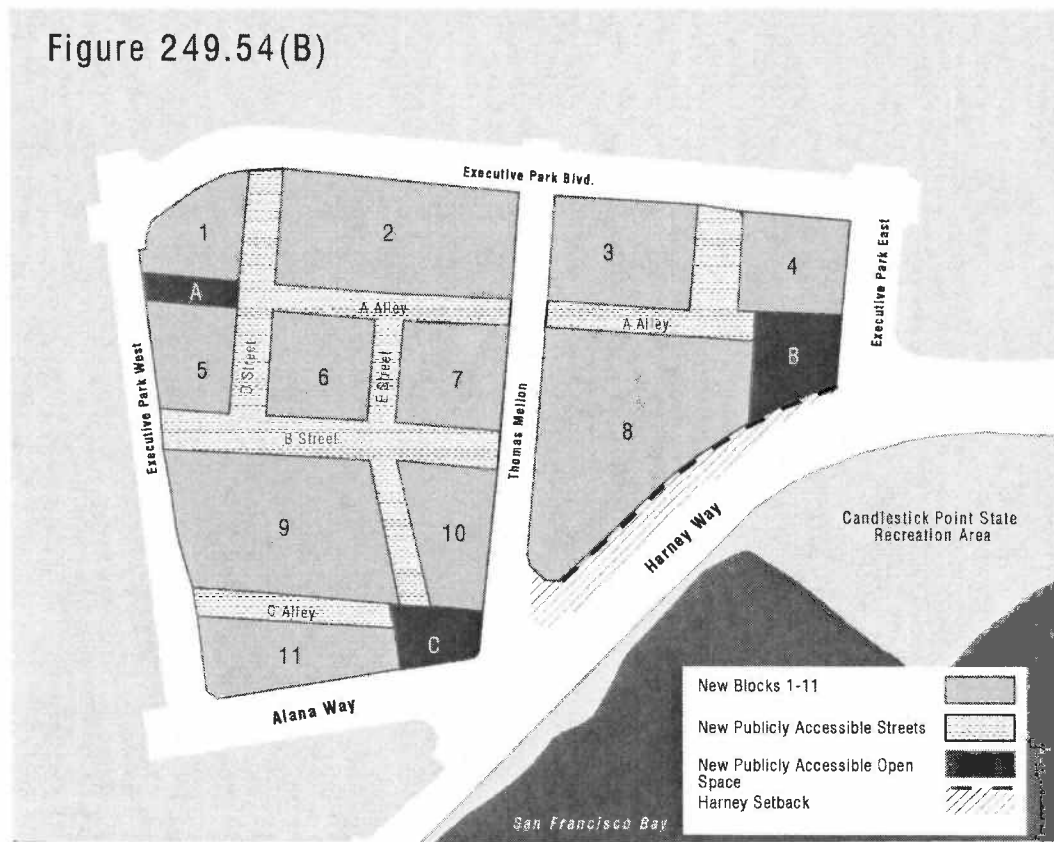 Figure 249.54(B)
Executive Park Blvd.
1
2
3
4
A
A Alley
A Alley
B
Executive Park East
5
D Street
6
E Street
7
8
Executive Park West
B Street
Thomas Mellon
9
10
Harney Way
Candlestick Point State
Recreation Area
C Alley
11
C
Alana Way
New Blocks 1-11
New Publicly Accessible Streets
New Publicly Accessible Open
Space
Harney Setback
San Francisco Bay